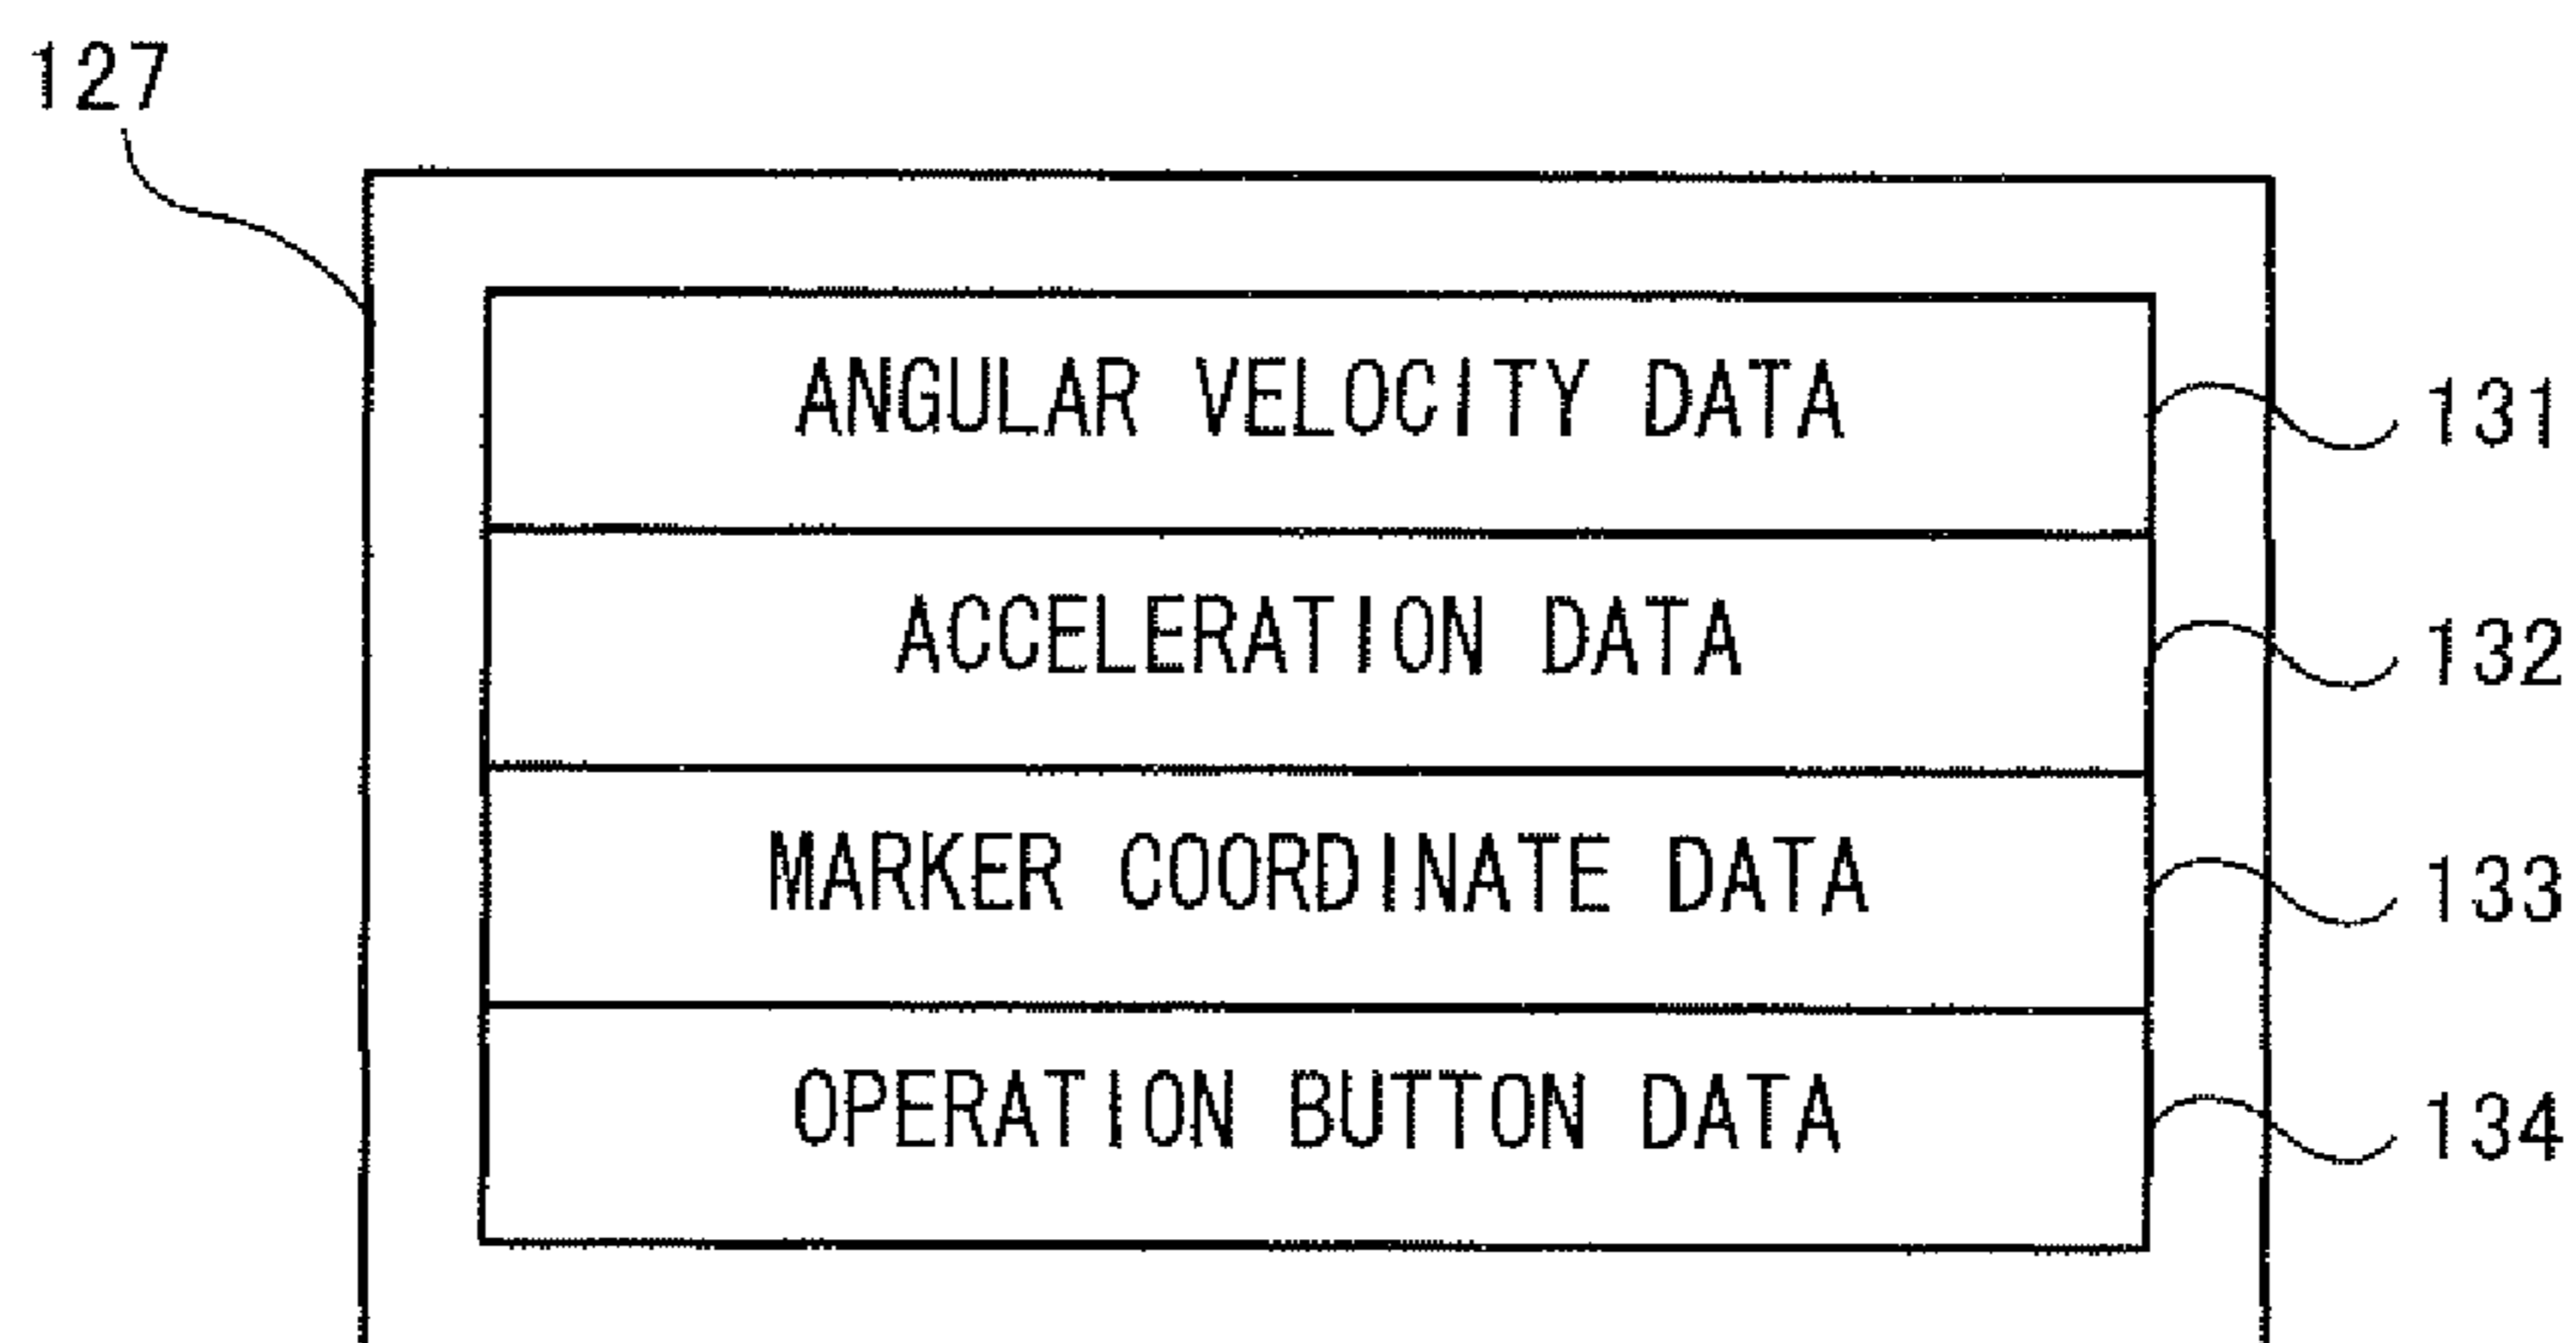 127
ANGULAR VELOCITY DATA 131
ACCELERATION DATA 132
MARKER COORDINATE DATA 133
OPERATION BUTTON DATA 134